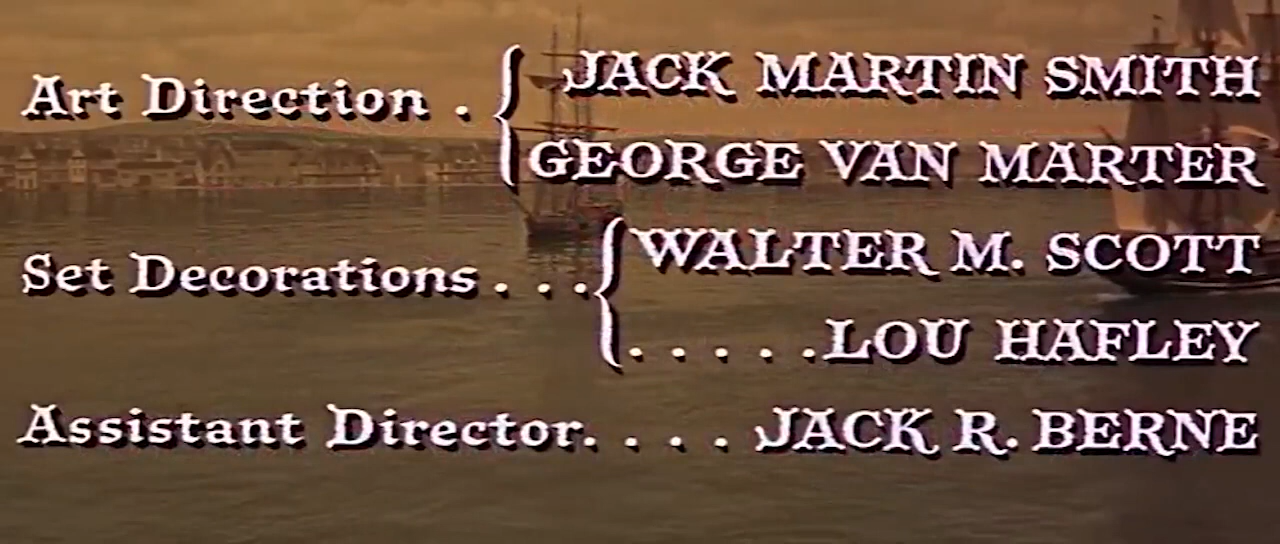 Art Direction . { JACK MARTIN SMITH
GEORGE VAN MARTER
Set Decorations . . . { WALTER M. SCOTT
. . . . . LOU HAFLEY
Assistant Director. . . . JACK R. BERNE